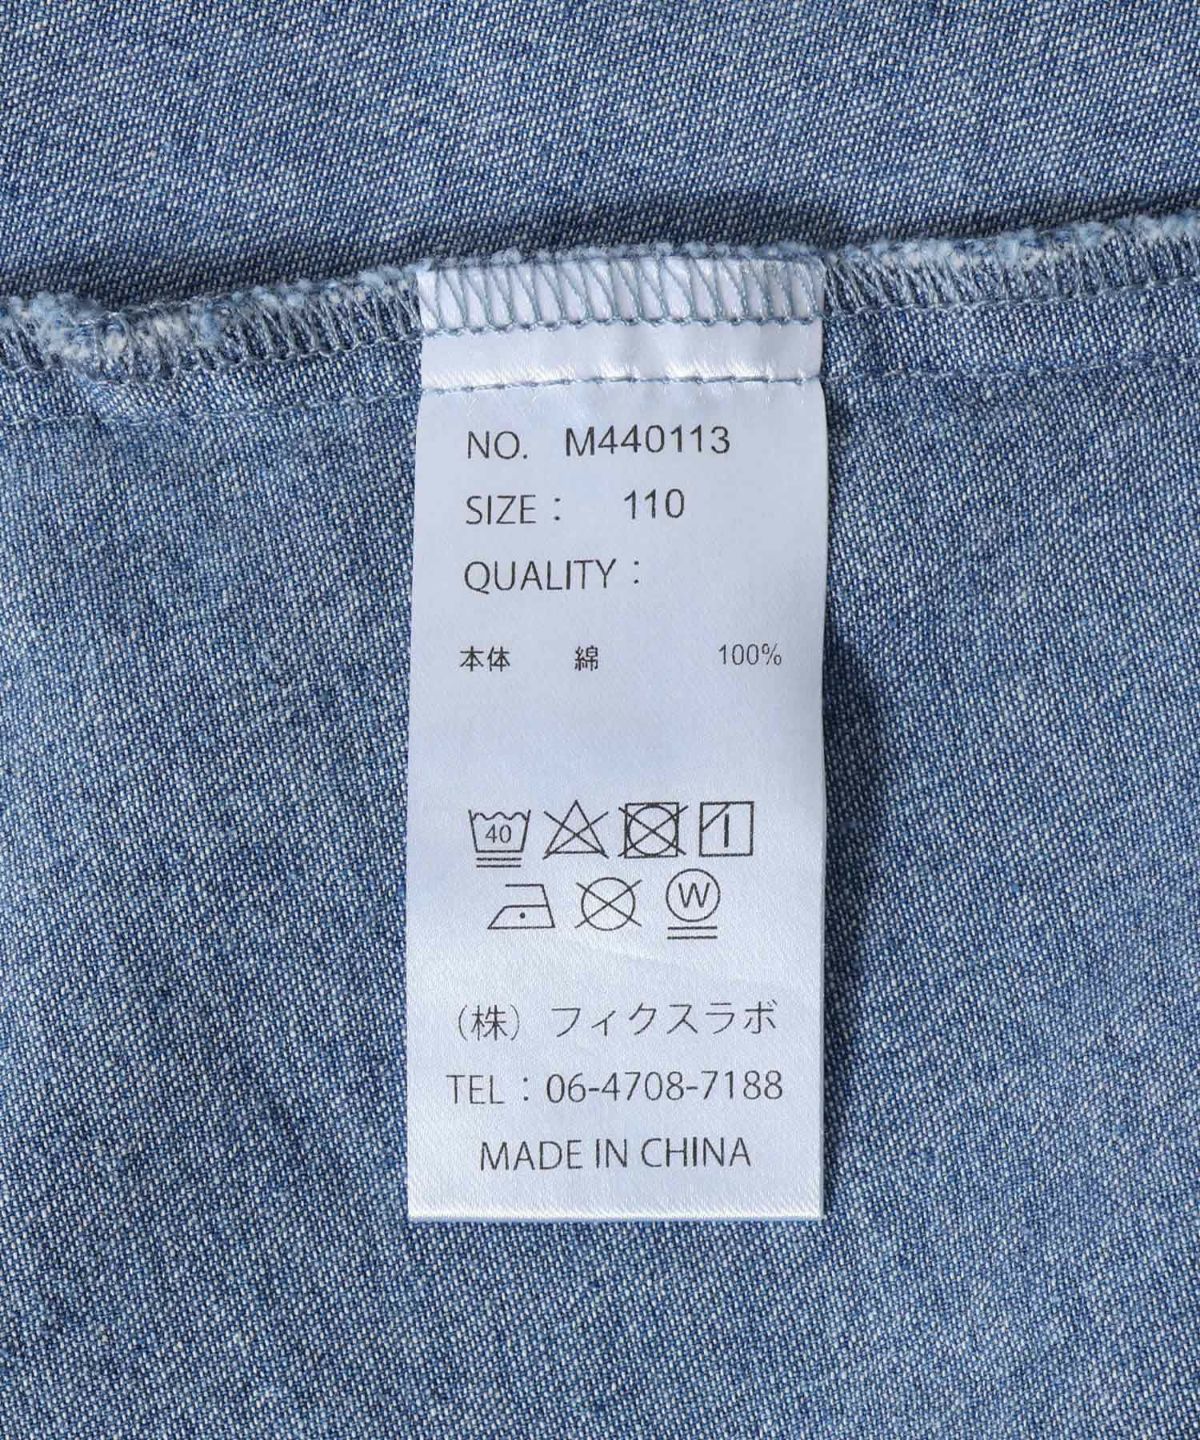 NO. M440113
SIZE： 110
QUALITY：
本体 綿 100%
40
W
（株）フィクスラボ
TEL：06-4708-7188
MADE IN CHINA